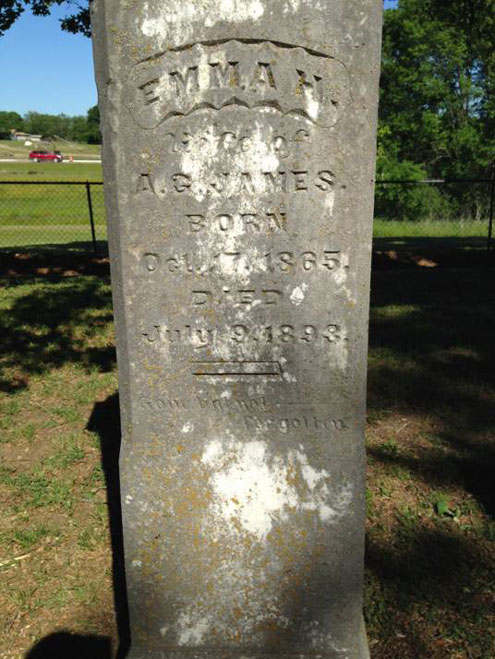 EMMA H.
Wife of
A. G. JAMES.
BORN
Oct. 17, 1865.
DIED
July 9, 1893.
gone but not
forgotten.